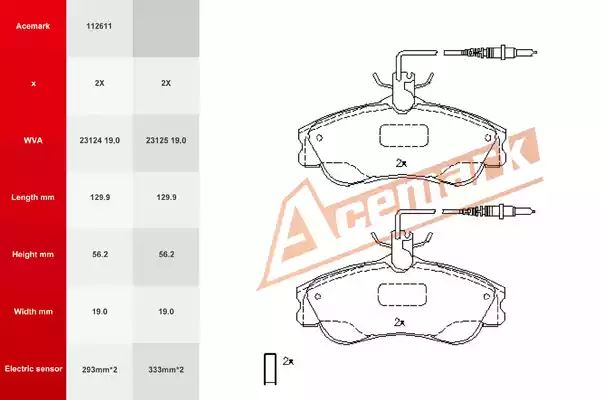 Acemark 112611
x 2X 2X
WVA 23124 19,0 23125 19,0
Length mm 129.9 129.9
Height mm 56.2 56.2
Width mm 19.0 19.0
Electric sensor 293mm*2 333mm*2
2x
Acemark
2x
2x